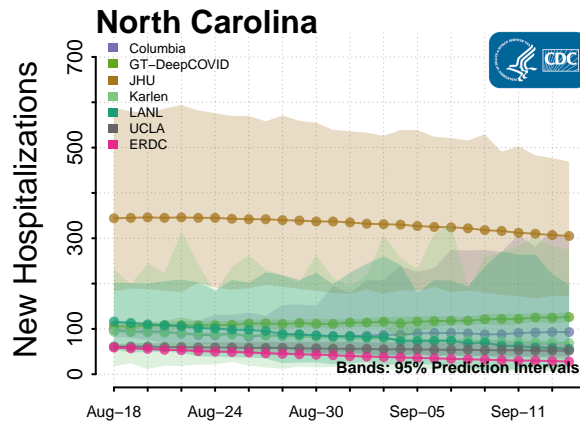 North Carolina
Columbia
GT−DeepCOVID
JHU
Karlen
LANL
UCLA
ERDC
CDC
New Hospitalizations
700
500
300
100
0
Bands: 95% Prediction Intervals
Aug−18 Aug−24 Aug−30 Sep−05 Sep−11